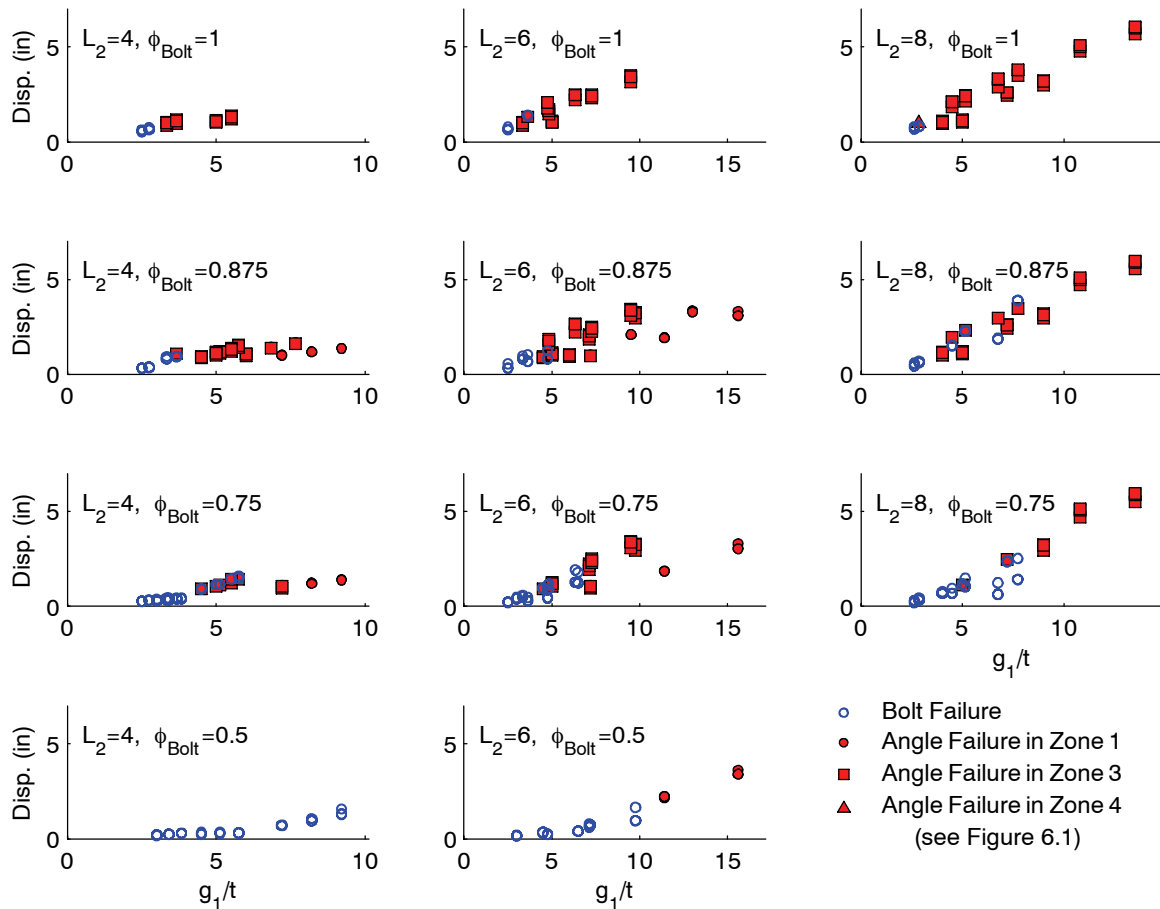 L2=4, ϕBolt=1
Disp. (in)
5
0
0 5 10
L2=6, ϕBolt=1
5
0
0 5 10 15
L2=8, ϕBolt=1
5
0
0 5 10
L2=4, ϕBolt=0.875
Disp. (in)
5
0
0 5 10
L2=6, ϕBolt=0.875
5
0
0 5 10 15
L2=8, ϕBolt=0.875
5
0
0 5 10
L2=4, ϕBolt=0.75
Disp. (in)
5
0
0 5 10
L2=6, ϕBolt=0.75
5
0
0 5 10 15
L2=8, ϕBolt=0.75
5
0
0 5 10
g1/t
L2=4, ϕBolt=0.5
Disp. (in)
5
0
0 5 10
g1/t
L2=6, ϕBolt=0.5
5
0
0 5 10 15
g1/t
Bolt Failure
Angle Failure in Zone 1
Angle Failure in Zone 3
Angle Failure in Zone 4
(see Figure 6.1)